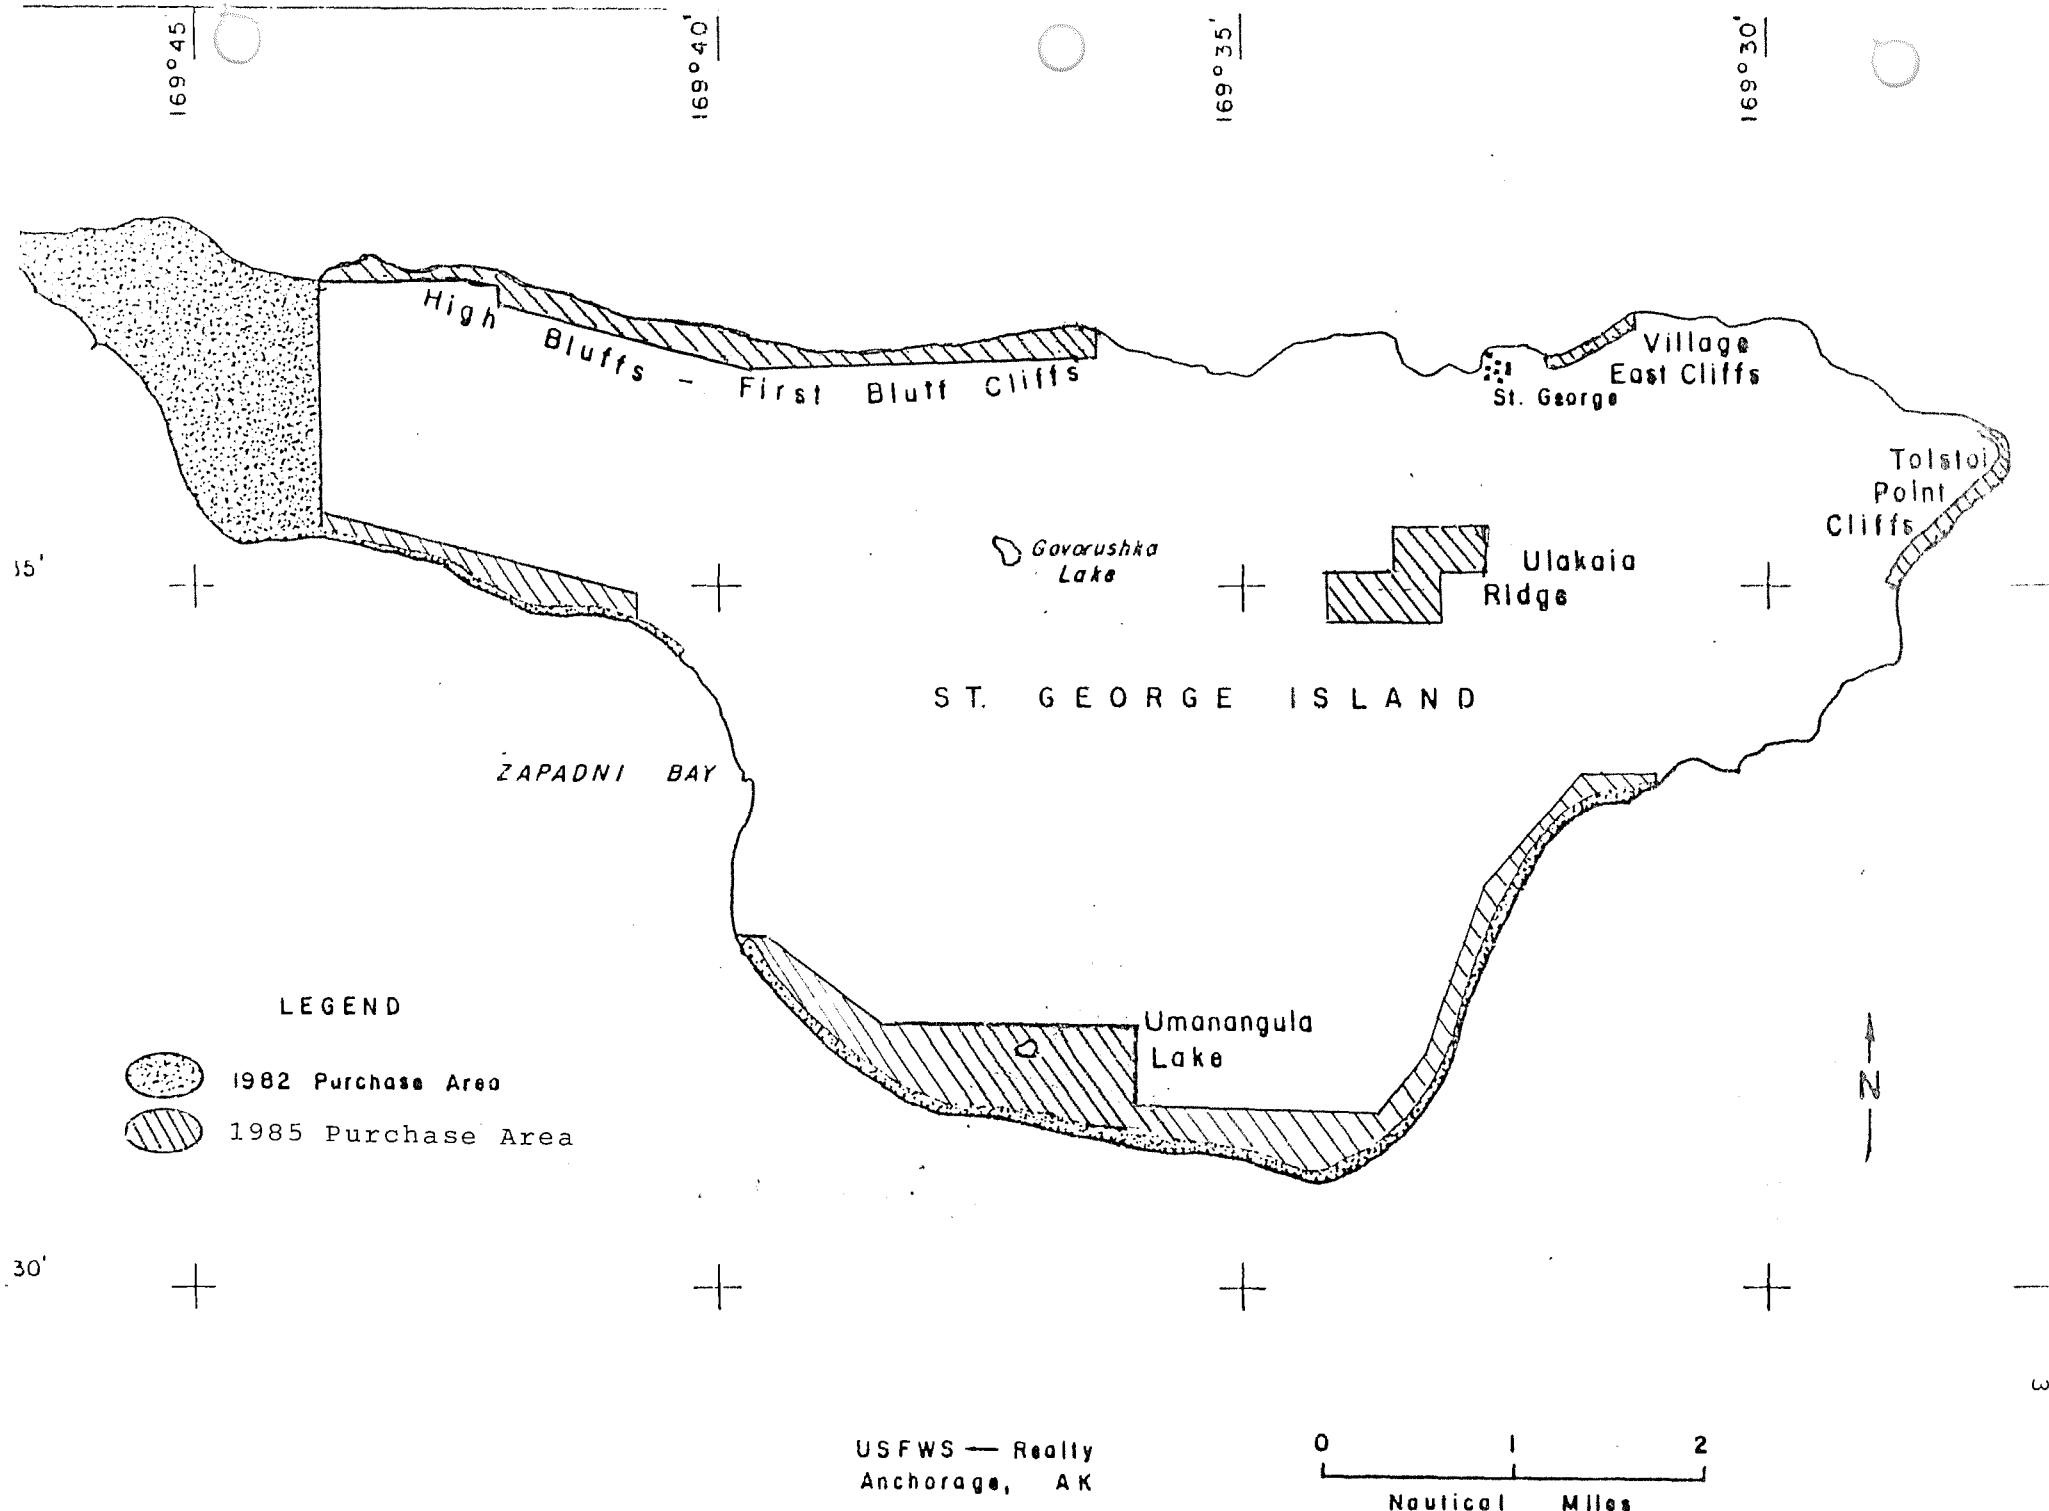 169°45'
169°40'
169°35'
169°30'
High Bluffs – First Bluff Cliffs
Village
East Cliffs
St. George
Tolstoi
Point
Cliffs
Govorushka
Lake
Ulakaia
Ridge
35'
ST. GEORGE ISLAND
ZAPADNI BAY
LEGEND
1982 Purchase Area
1985 Purchase Area
Umanangula
Lake
N
30'
3
USFWS — Realty
Anchorage, AK
0 1 2
Nautical Miles